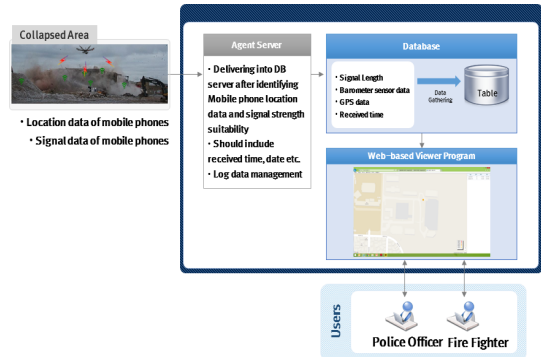 Collapsed Area
• Location data of mobile phones
• Signal data of mobile phones
Agent Server
• Delivering into DB
server after identifying
Mobile phone location
data and signal strength
suitability
• Should include
received time, date etc.
• Log data management
Database
• Signal Length
• Barometer sensor data
• GPS data
• Received time
Data
Gathering
Table
Web-based Viewer Program
Users
Police Officer
Fire Fighter